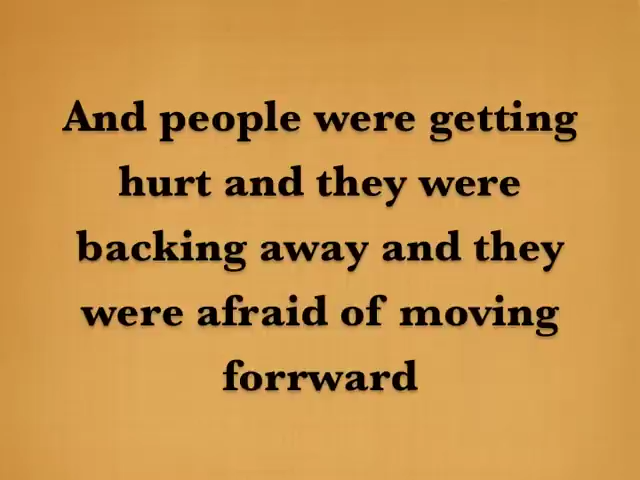 And people were getting
hurt and they were
backing away and they
were afraid of moving
forrward